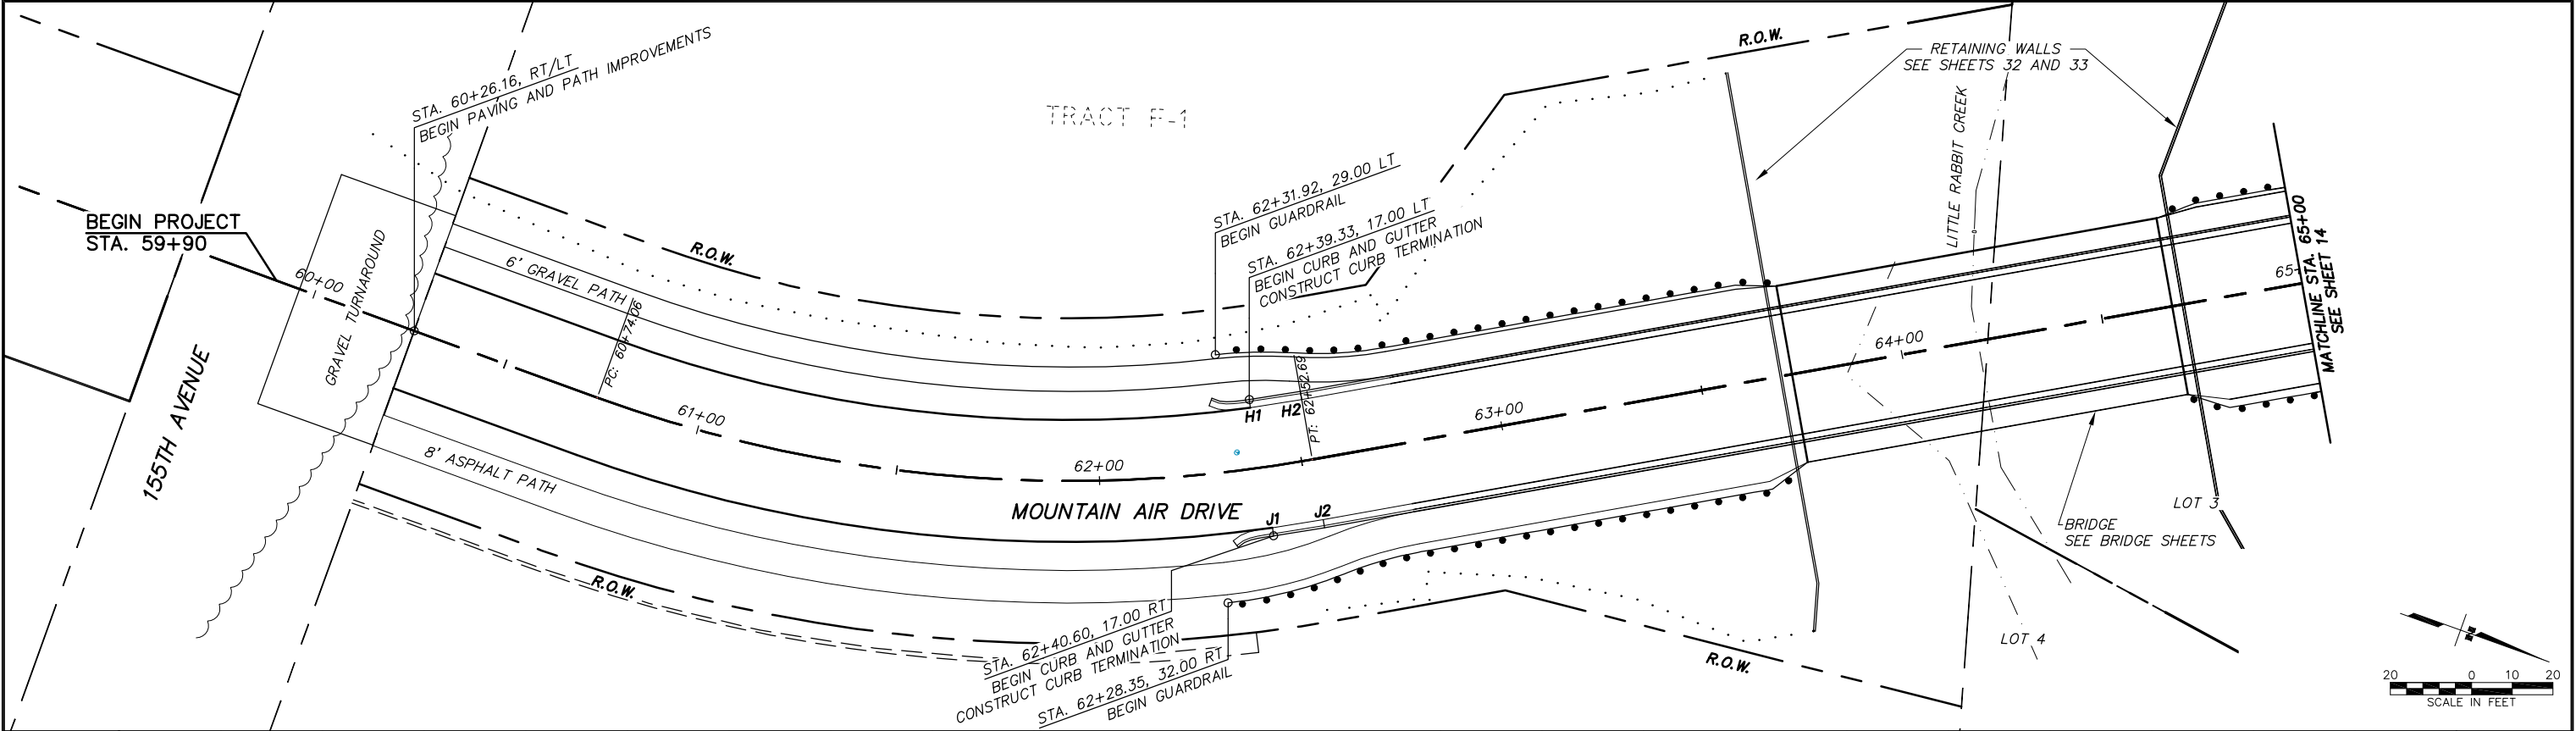 STA. 60+26.16, RT/LT
BEGIN PAVING AND PATH IMPROVEMENTS
TRACT F-1
R.O.W.
RETAINING WALLS
SEE SHEETS 32 AND 33
LITTLE RABBIT CREEK
BEGIN PROJECT
STA. 59+90
60+00
GRAVEL TURNAROUND
155TH AVENUE
6' GRAVEL PATH
R.O.W.
PC: 60+74.06
61+00
8' ASPHALT PATH
R.O.W.
STA. 62+31.92, 29.00 LT
BEGIN GUARDRAIL
STA. 62+39.33, 17.00 LT
BEGIN CURB AND GUTTER
CONSTRUCT CURB TERMINATION
H1
H2
PT: 62+52.69
62+00
MOUNTAIN AIR DRIVE
J1
J2
63+00
64+00
65+
MATCHLINE STA. 65+00
SEE SHEET 14
STA. 62+40.60, 17.00 RT
BEGIN CURB AND GUTTER
CONSTRUCT CURB TERMINATION
STA. 62+28.35, 32.00 RT
BEGIN GUARDRAIL
R.O.W.
LOT 3
BRIDGE
SEE BRIDGE SHEETS
LOT 4
20 0 10 20
SCALE IN FEET